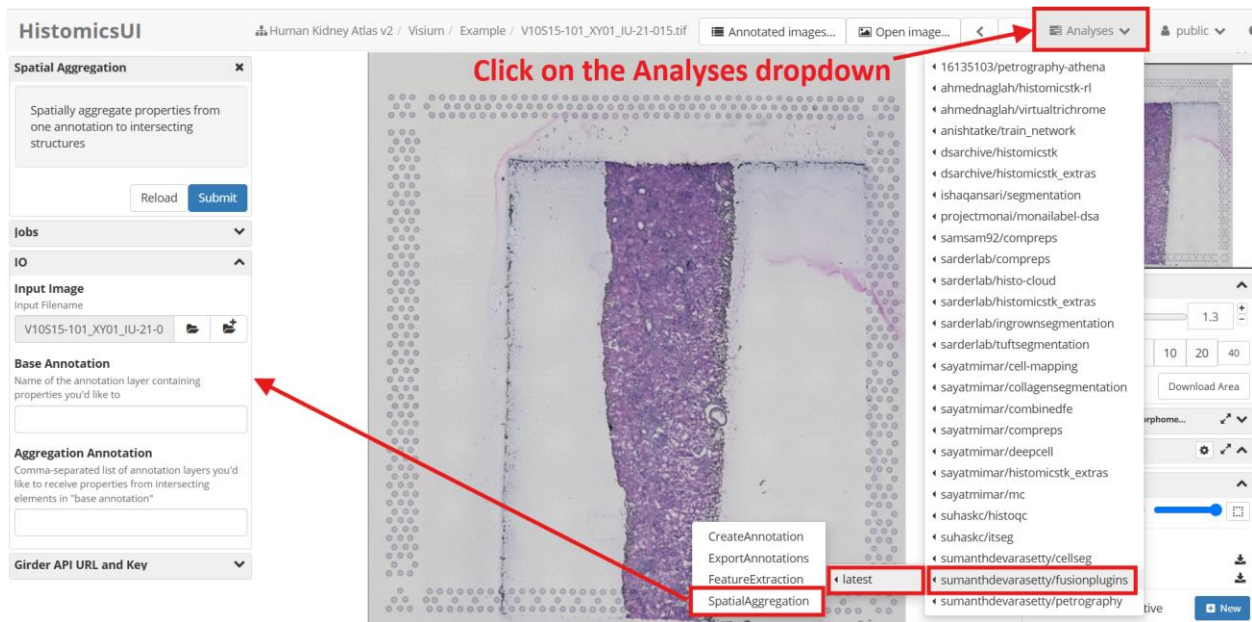 HistomicsUI
Human Kidney Atlas v2 / Visium / Example / V10S15-101_XY01_IU-21-015.tif
Annotated images...
Open image...
Analyses
public
Click on the Analyses dropdown
Spatial Aggregation
Spatially aggregate properties from
one annotation to intersecting
structures
Reload
Submit
Jobs
IO
Input Image
Input Filename
V10S15-101_XY01_IU-21-0
Base Annotation
Name of the annotation layer containing
properties you'd like to
Aggregation Annotation
Comma-separated list of annotation layers you'd
like to receive properties from intersecting
elements in "base annotation"
Girder API URL and Key
CreateAnnotation
ExportAnnotations
FeatureExtraction
SpatialAggregation
latest
16135103/petrography-athena
ahmednaglah/histomicstk-rl
ahmednaglah/virtualtrichrome
anishtatke/train_network
dsarchive/histomicstk
dsarchive/histomicstk_extras
ishaqansari/segmentation
projectmonai/monailabel-dsa
samsam92/compreps
sarderlab/compreps
sarderlab/histo-cloud
sarderlab/histomicstk_extras
sarderlab/ingrownsegmentation
sarderlab/tuftsegmentation
sayatmimar/cell-mapping
sayatmimar/collagensegmentation
sayatmimar/combinedfe
sayatmimar/compreps
sayatmimar/deepcell
sayatmimar/histomicstk_extras
sayatmimar/mc
suhaskc/histoqc
suhaskc/itseg
sumanthdevarasetty/cellseg
sumanthdevarasetty/fusionplugins
sumanthdevarasetty/petrography
1.3
10 20 40
Download Area
rphome...
tive
New